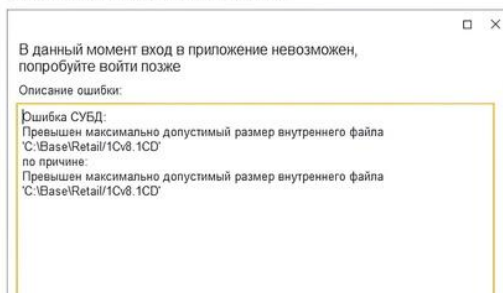 В данный момент вход в приложение невозможен,
попробуйте войти позже
Описание ошибки:
Ошибка СУБД:
Превышен максимально допустимый размер внутреннего файла
'C:\Base\Retail/1Cv8.1CD'
по причине:
Превышен максимально допустимый размер внутреннего файла
'C:\Base\Retail/1Cv8.1CD'